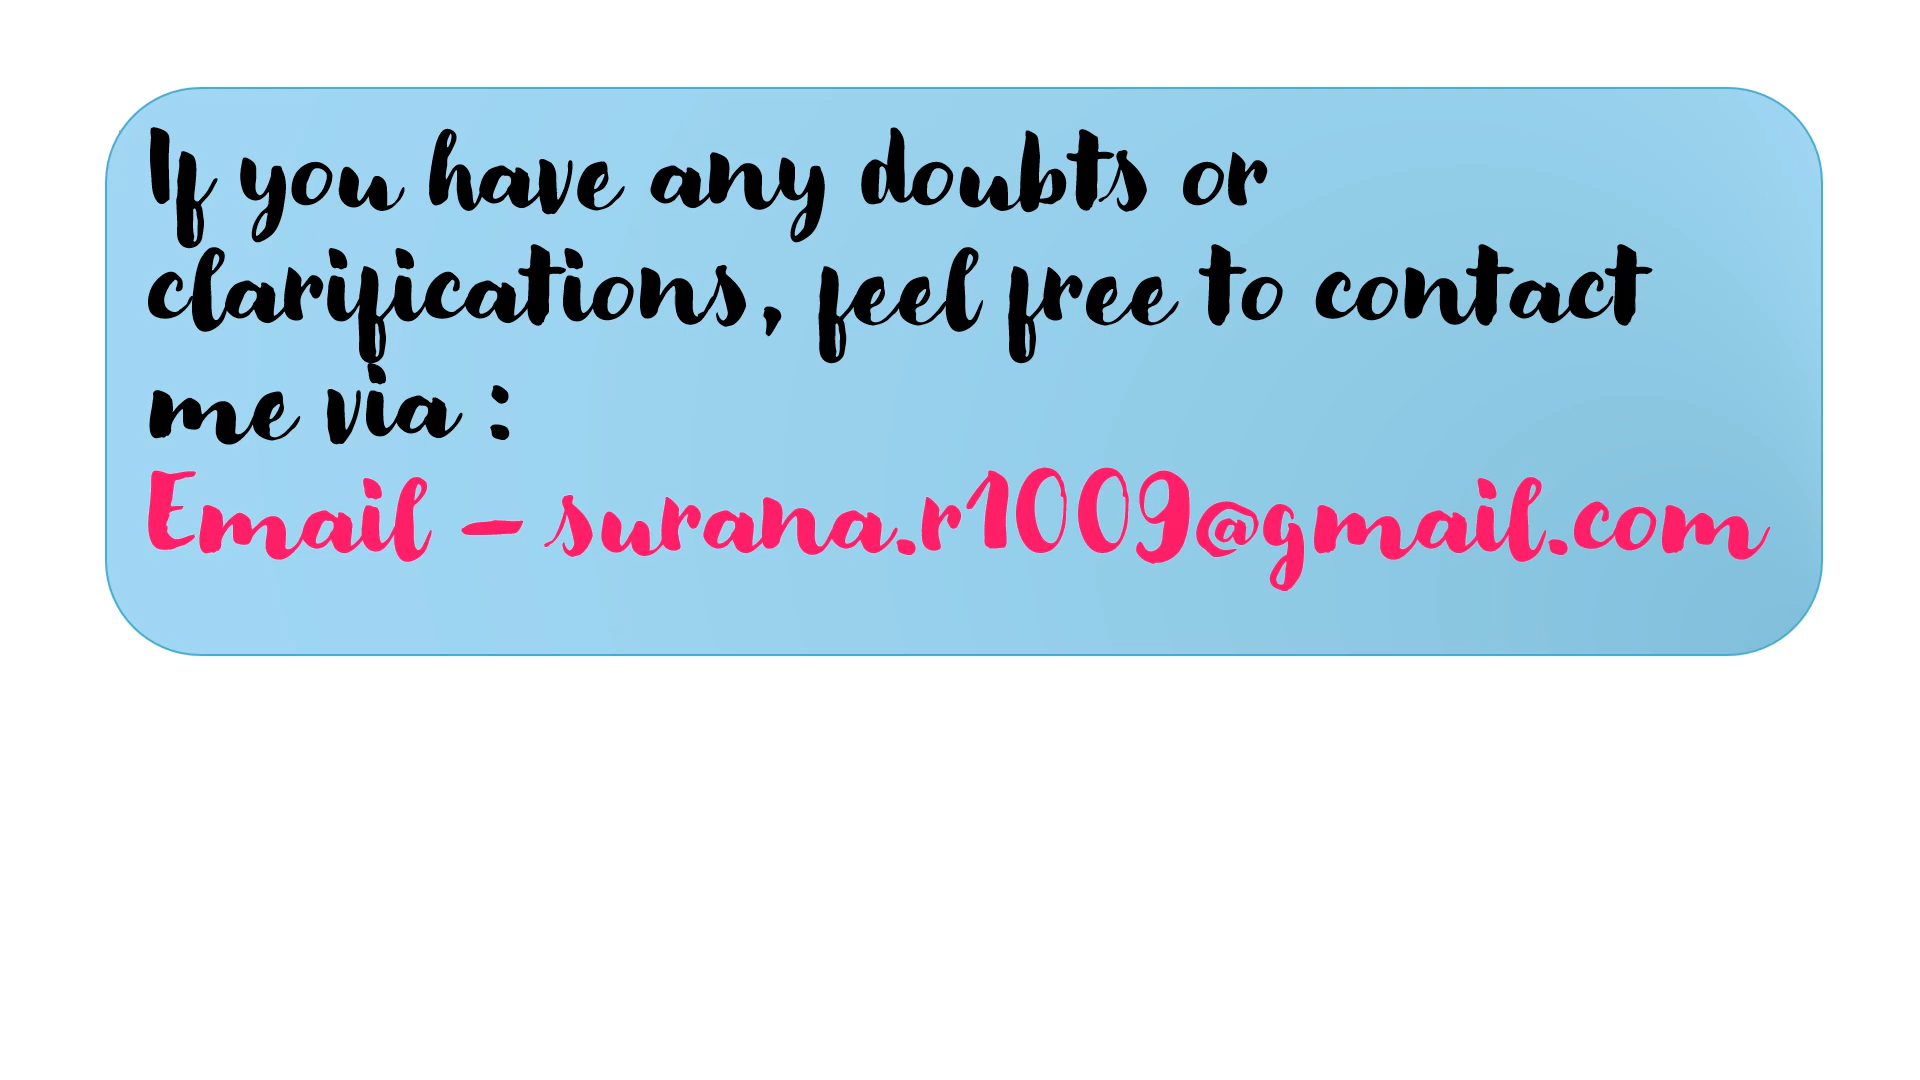 If you have any doubts or
clarifications, feel free to contact
me via :
Email – surana.r1009@gmail.com